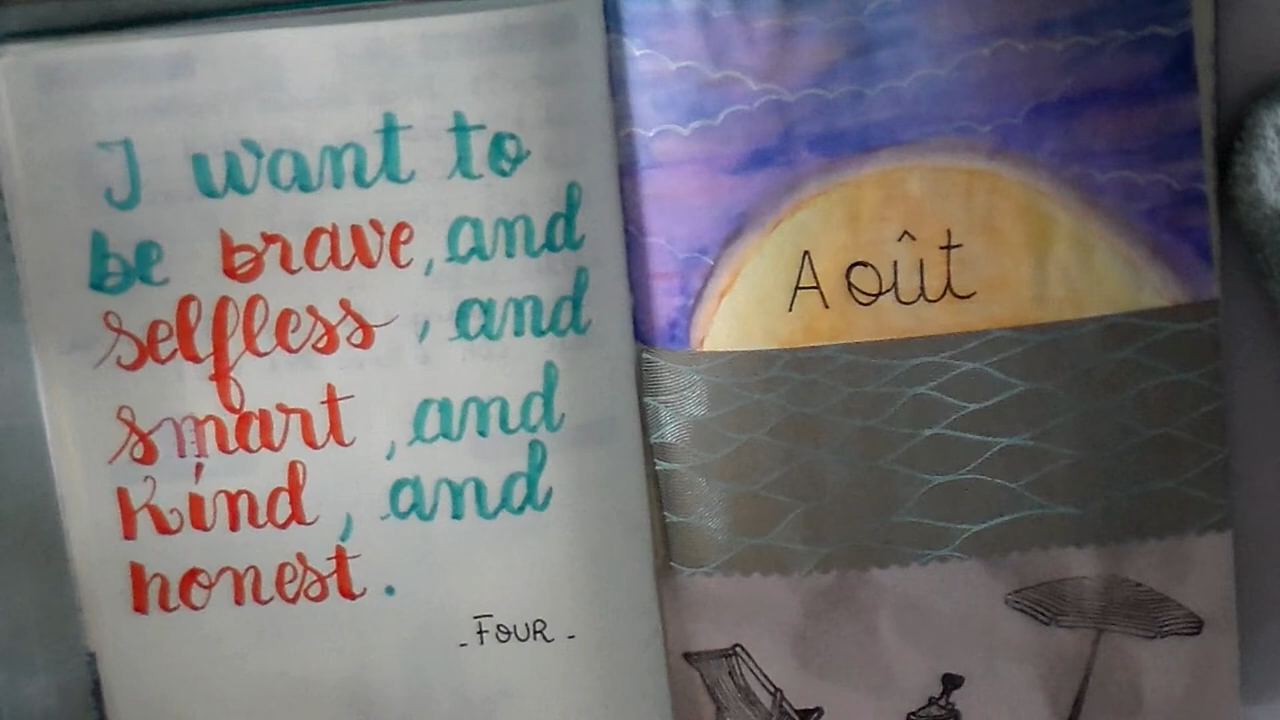 I want to
be brave, and
selfless, and
smart, and
Kind, and
honest.
- FOUR -
Août